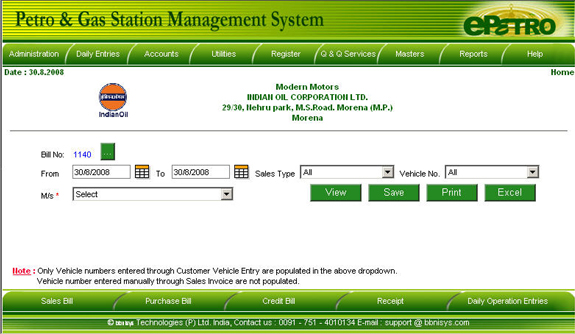 Petro & Gas Station Management System
ePETRO
Administration Daily Entries Accounts Utilities Register Q & Q Services Masters Reports Help
Date : 30.8.2008 Home
IndianOil
Modern Motors
INDIAN OIL CORPORATION LTD.
29/30, Nehru park, M.S.Road. Morena (M.P.)
Morena
Bill No: 1140 ...
From 30/8/2008 To 30/8/2008 Sales Type All Vehicle No. All
M/s * Select View Save Print Excel
Note : Only Vehicle numbers entered through Customer Vehicle Entry are populated in the above dropdown.
Vehicle number entered manually through Sales Invoice are not populated.
Sales Bill Purchase Bill Credit Bill Receipt Daily Operation Entries
© bbnisys Technologies (P) Ltd. India, Contact us : 0091 - 751 - 4010134 E-mail : support @ bbnisys.com